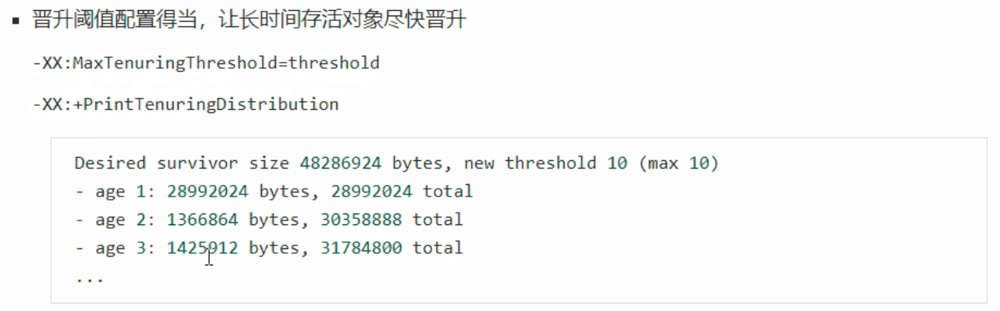 晋升阈值配置得当，让长时间存活对象尽快晋升
-XX:MaxTenuringThreshold=threshold
-XX:+PrintTenuringDistribution
Desired survivor size 48286924 bytes, new threshold 10 (max 10)
- age 1: 28992024 bytes, 28992024 total
- age 2: 1366864 bytes, 30358888 total
- age 3: 1425912 bytes, 31784800 total
...